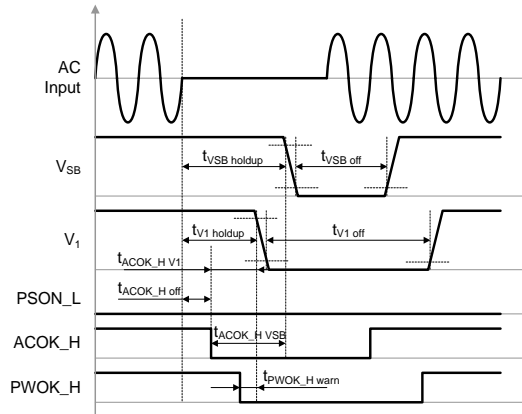 AC
Input
VSB
tVSB holdup
tVSB off
V1
tV1 holdup
tV1 off
tACOK_H V1
tACOK_H off
PSON_L
ACOK_H
tACOK_H VSB
PWOK_H
tPWOK_H warn